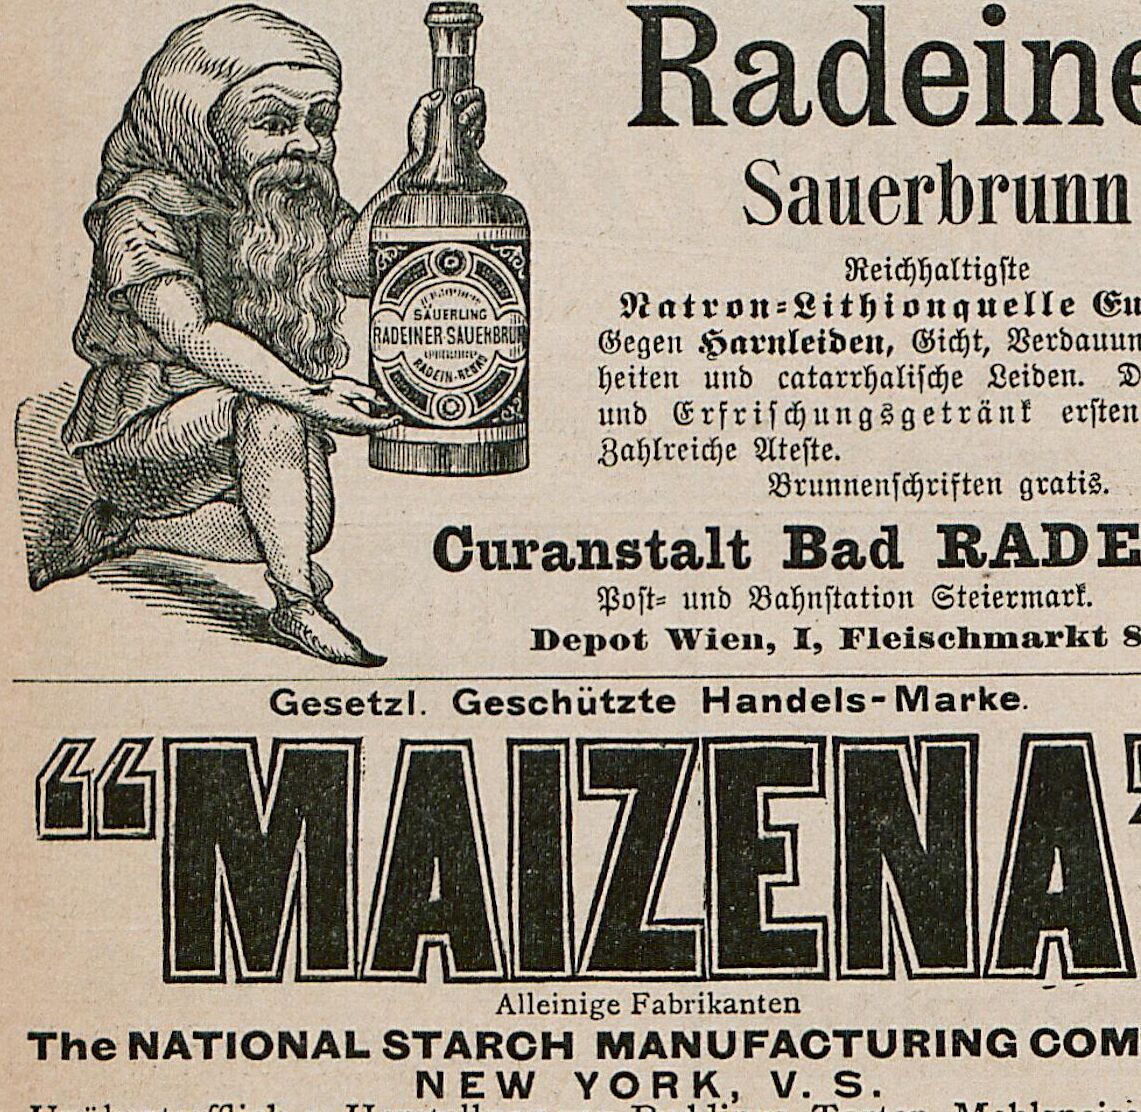 Radeine
Sauerbrunn
Reichhaltigſte
Natron-Lithionquelle Eu
Gegen Harnleiden, Gicht, Verdauun
heiten und catarrhaliſche Leiden. D
und Erfriſchungsgetränk erſten
Zahlreiche Atteſte.
Brunnenſchriften gratis.
SÄUERLING
RADEINER-SAUERBRUN
RADEIN
Curanstalt Bad RADE
Poſt- und Bahnſtation Steiermark.
Depot Wien, I, Fleischmarkt 8
Gesetzl. Geschützte Handels-Marke.
“MAIZENA”
Alleinige Fabrikanten
The NATIONAL STARCH MANUFACTURING COM
NEW YORK, V. S.